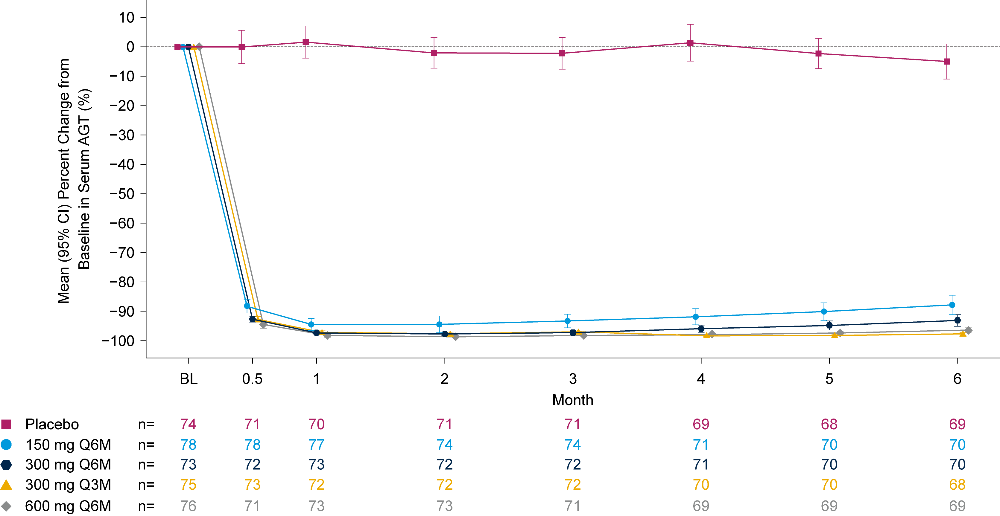 Mean (95% CI) Percent Change from
Baseline in Serum AGT (%)
10
0
−10
−20
−30
−40
−50
−60
−70
−80
−90
−100
BL 0.5 1 2 3 4 5 6
Month
Placebo n= 74 71 70 71 71 69 68 69
150 mg Q6M n= 78 78 77 74 74 71 70 70
300 mg Q6M n= 73 72 73 72 72 71 70 70
300 mg Q3M n= 75 73 72 72 72 70 70 68
600 mg Q6M n= 76 71 73 73 71 69 69 69